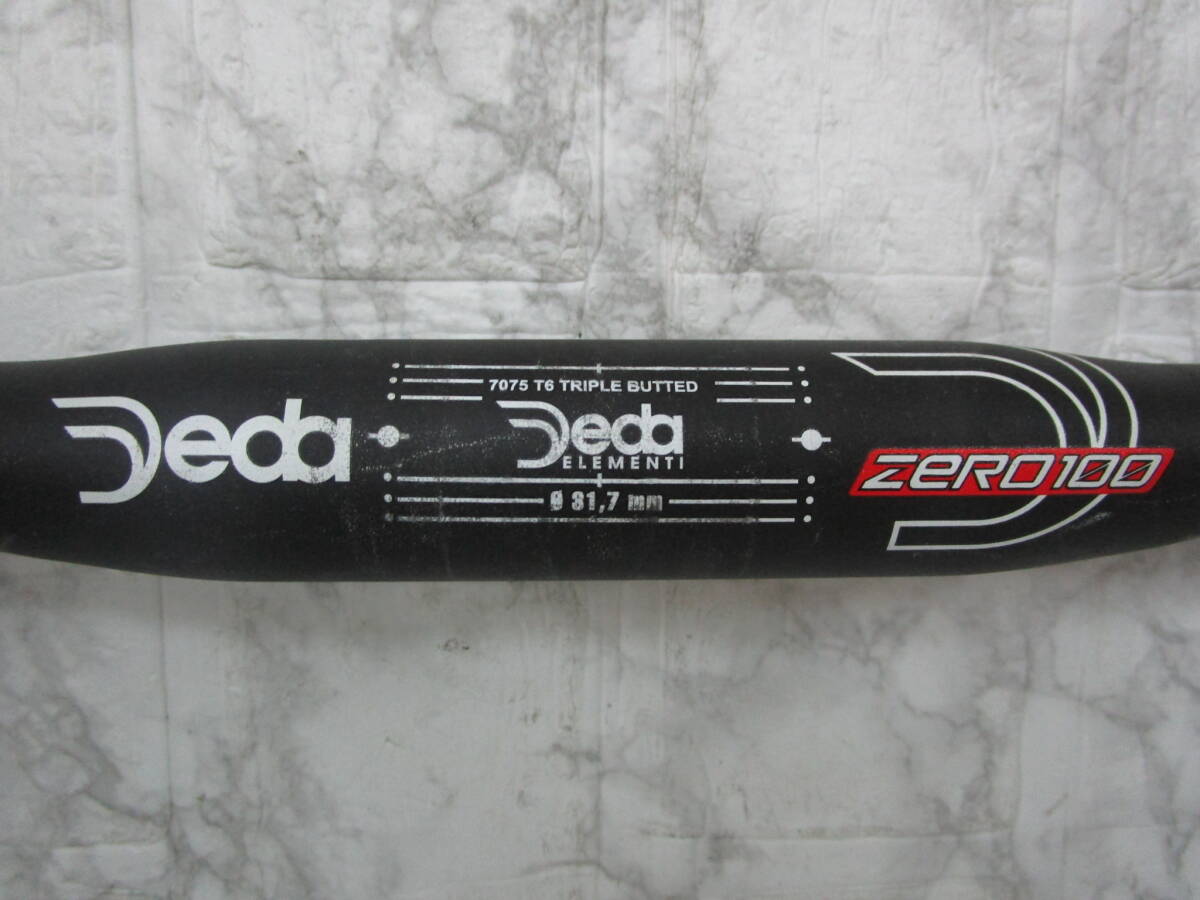 Deda
7075 T6 TRIPLE BUTTED
Deda
ELEMENTI
Ø 31,7 mm
ZERO100